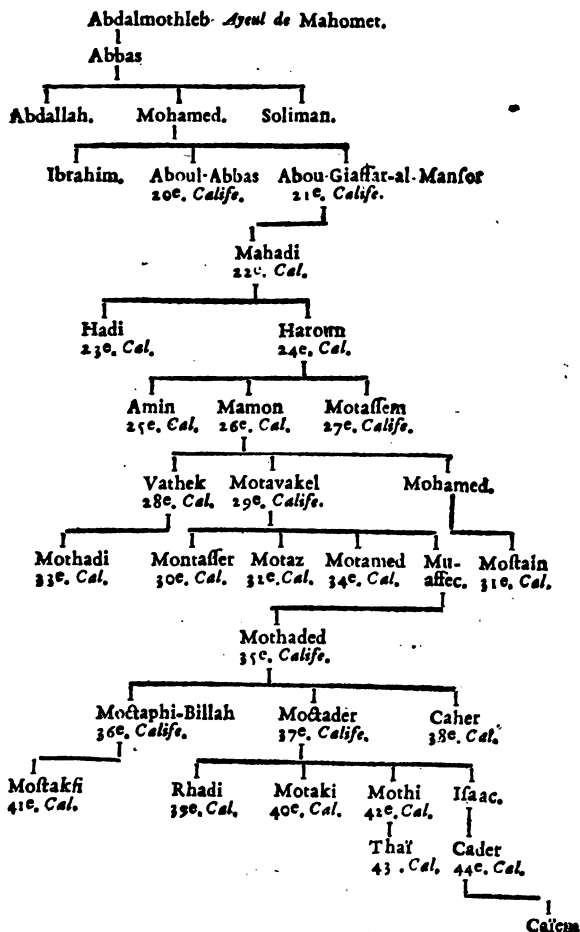 Abdalmothleb Ayeul de Mahomet.
Abbas
Abdallah. Mohamed. Soliman.
Ibrahim. Aboul-Abbas Abou-Giaffar-al-Manſor
20e. Calife. 21e. Calife.
Mahadi
22e. Cal.
Hadi Haroun
23e. Cal. 24e. Cal.
Amin Mamon Motaſſem
25e. Cal. 26e. Cal. 27e. Calife.
Vathek Motavakel Mohamed.
28e. Cal. 29e. Calife.
Mothadi Montaſſer Motaz Motamed Mu- Moſtain
33e. Cal. 30e. Cal. 32e. Cal. 34e. Cal. affec. 31e. Cal.
Mothaded
35e. Calife.
Moctaphi-Billah Moctader Caher
36e. Calife. 37e. Calife. 38e. Cal.
Moſtakfi Rhadi Motaki Mothi Iſaac.
41e. Cal. 39e. Cal. 40e. Cal. 42e. Cal.
Thaï Cader
43 . Cal. 44e. Cal.
Caïem